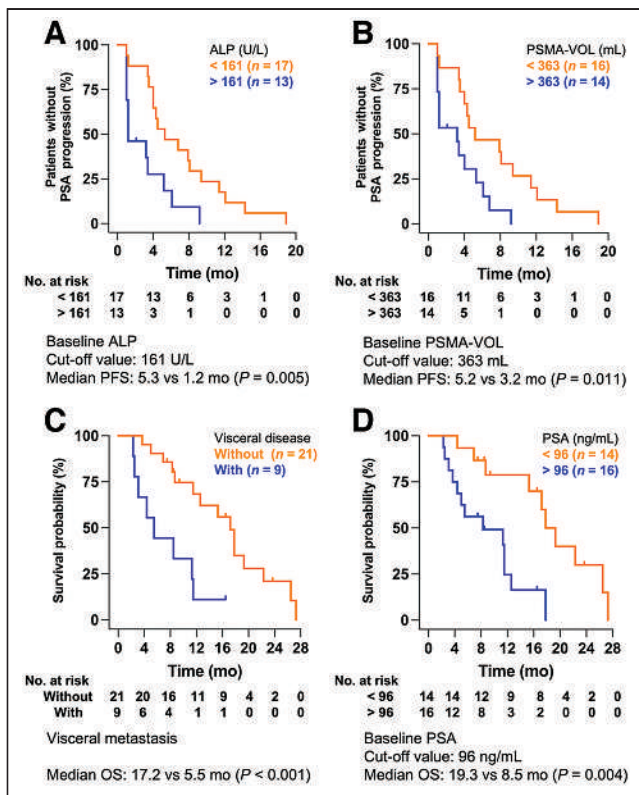 A
ALP (U/L)
< 161 (n = 17)
> 161 (n = 13)
Patients without
PSA progression (%)
100
75
50
25
0
0 4 8 12 16 20
Time (mo)
No. at risk
< 161 17 13 6 3 1 0
> 161 13 3 1 0 0 0
Baseline ALP
Cut-off value: 161 U/L
Median PFS: 5.3 vs 1.2 mo (P = 0.005)
B
PSMA-VOL (mL)
< 363 (n = 16)
> 363 (n = 14)
Patients without
PSA progression (%)
100
75
50
25
0
0 4 8 12 16 20
Time (mo)
No. at risk
< 363 16 11 6 3 1 0
> 363 14 5 1 0 0 0
Baseline PSMA-VOL
Cut-off value: 363 mL
Median PFS: 5.2 vs 3.2 mo (P = 0.011)
C
Visceral disease
Without (n = 21)
With (n = 9)
Survival probability (%)
100
75
50
25
0
0 4 8 12 16 20 24 28
Time (mo)
No. at risk
Without 21 20 16 11 9 4 2 0
With 9 6 4 1 1 0 0 0
Visceral metastasis
Median OS: 17.2 vs 5.5 mo (P < 0.001)
D
PSA (ng/mL)
< 96 (n = 14)
> 96 (n = 16)
Survival probability (%)
100
75
50
25
0
0 4 8 12 16 20 24 28
Time (mo)
No. at risk
< 96 14 14 12 9 8 4 2 0
> 96 16 12 8 3 2 0 0 0
Baseline PSA
Cut-off value: 96 ng/mL
Median OS: 19.3 vs 8.5 mo (P = 0.004)